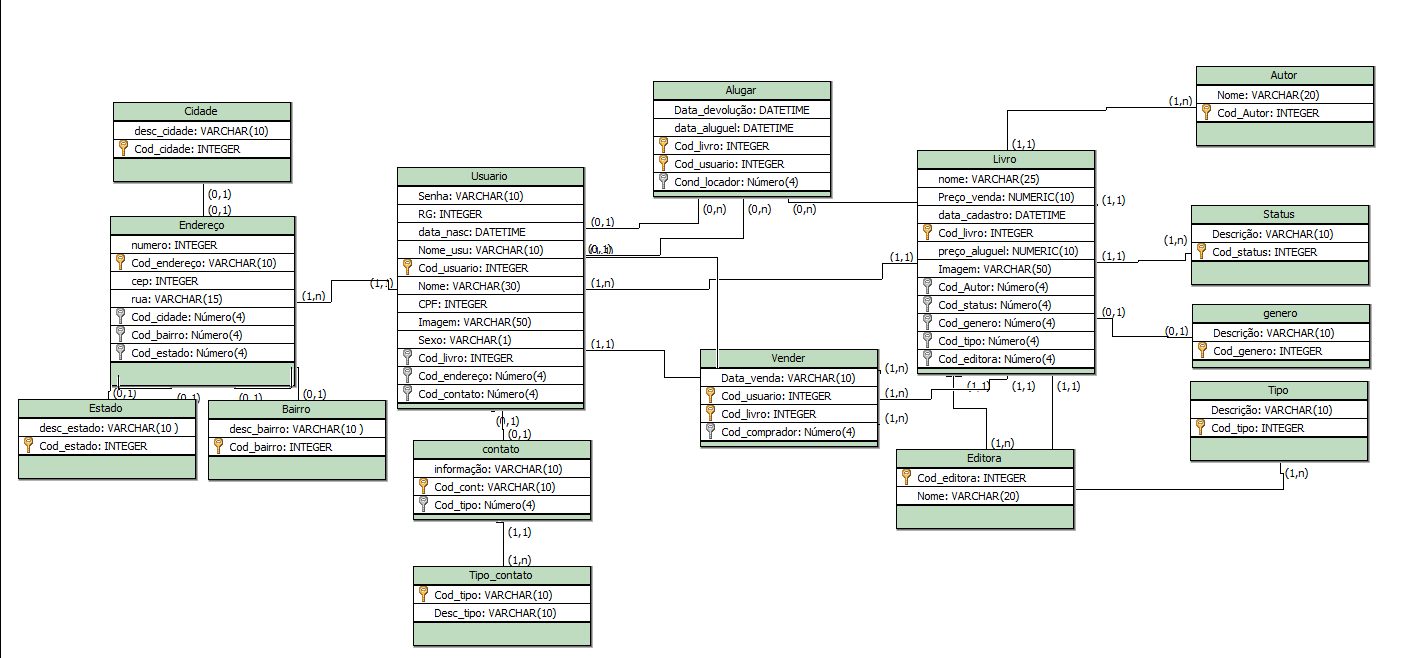 Cidade
desc_cidade: VARCHAR(10)
Cod_cidade: INTEGER
(0,1)
(0,1)
Endereço
numero: INTEGER
Cod_endereço: VARCHAR(10)
cep: INTEGER
rua: VARCHAR(15)
Cod_cidade: Número(4)
Cod_bairro: Número(4)
Cod_estado: Número(4)
(1,n)
(1,1)
(0,1)
(0,1)
(0,1)
(0,1)
Estado
desc_estado: VARCHAR(10 )
Cod_estado: INTEGER
Bairro
desc_bairro: VARCHAR(10 )
Cod_bairro: INTEGER
Usuario
Senha: VARCHAR(10)
RG: INTEGER
data_nasc: DATETIME
Nome_usu: VARCHAR(10)
Cod_usuario: INTEGER
Nome: VARCHAR(30)
CPF: INTEGER
Imagem: VARCHAR(50)
Sexo: VARCHAR(1)
Cod_livro: INTEGER
Cod_endereço: Número(4)
Cod_contato: Número(4)
(0,1)
(0,1)
(1,n)
(1,1)
(0,1)
(0,1)
contato
informação: VARCHAR(10)
Cod_cont: VARCHAR(10)
Cod_tipo: Número(4)
(1,1)
(1,n)
Tipo_contato
Cod_tipo: VARCHAR(10)
Desc_tipo: VARCHAR(10)
Alugar
Data_devolução: DATETIME
data_aluguel: DATETIME
Cod_livro: INTEGER
Cod_usuario: INTEGER
Cond_locador: Número(4)
(0,n)
(0,n)
(0,n)
Vender
Data_venda: VARCHAR(10)
Cod_usuario: INTEGER
Cod_livro: INTEGER
Cod_comprador: Número(4)
(1,n)
(1,n)
(1,n)
(1,1)
(1,1)
Livro
nome: VARCHAR(25)
Preço_venda: NUMERIC(10)
data_cadastro: DATETIME
Cod_livro: INTEGER
preço_aluguel: NUMERIC(10)
Imagem: VARCHAR(50)
Cod_Autor: Número(4)
Cod_status: Número(4)
Cod_genero: Número(4)
Cod_tipo: Número(4)
Cod_editora: Número(4)
(1,1)
(1,1)
(0,1)
(1,1)
(1,1)
(1,1)
(1,n)
Editora
Cod_editora: INTEGER
Nome: VARCHAR(20)
(1,n)
Autor
Nome: VARCHAR(20)
Cod_Autor: INTEGER
(1,n)
Status
Descrição: VARCHAR(10)
Cod_status: INTEGER
(0,1)
genero
Descrição: VARCHAR(10)
Cod_genero: INTEGER
Tipo
Descrição: VARCHAR(10)
Cod_tipo: INTEGER
(1,n)